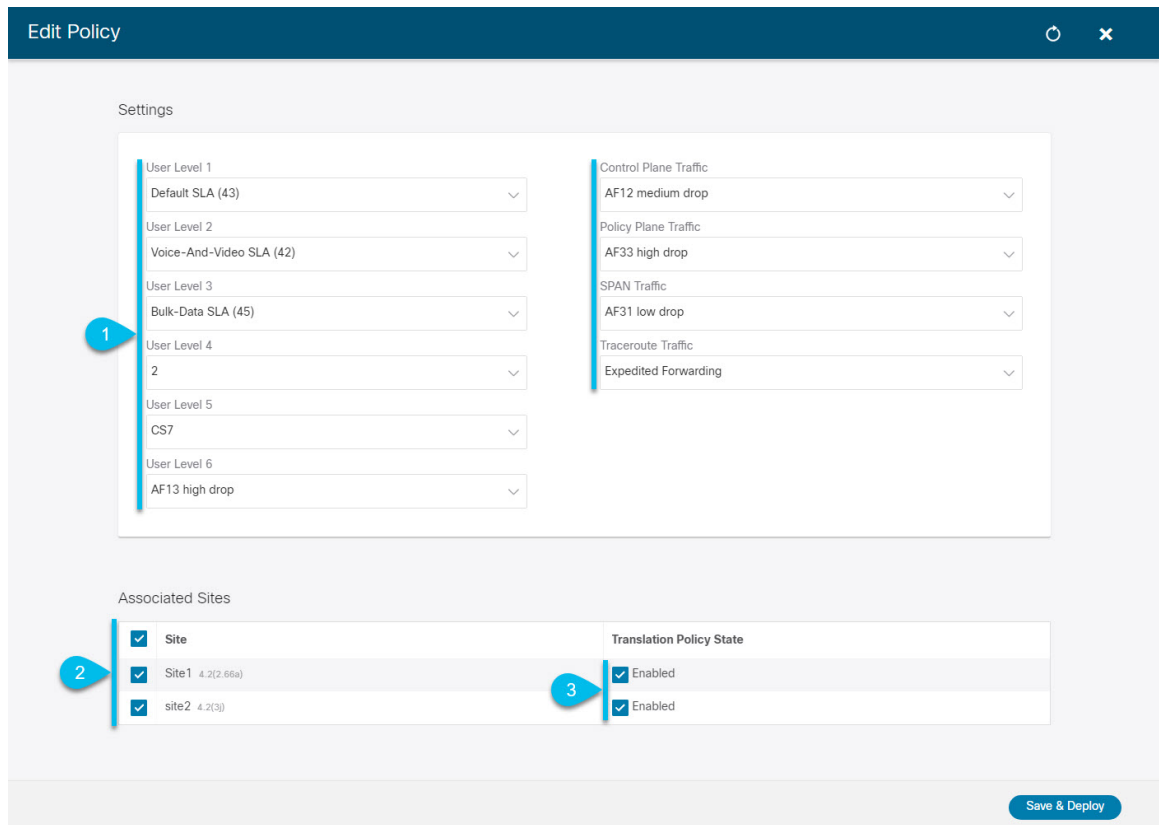 Edit Policy
Settings
User Level 1
Default SLA (43)
User Level 2
Voice-And-Video SLA (42)
User Level 3
Bulk-Data SLA (45)
User Level 4
2
User Level 5
CS7
User Level 6
AF13 high drop
Control Plane Traffic
AF12 medium drop
Policy Plane Traffic
AF33 high drop
SPAN Traffic
AF31 low drop
Traceroute Traffic
Expedited Forwarding
1
Associated Sites
Site Translation Policy State
Site1 4.2(2.66a) Enabled
site2 4.2(3j) Enabled
2
3
Save & Deploy